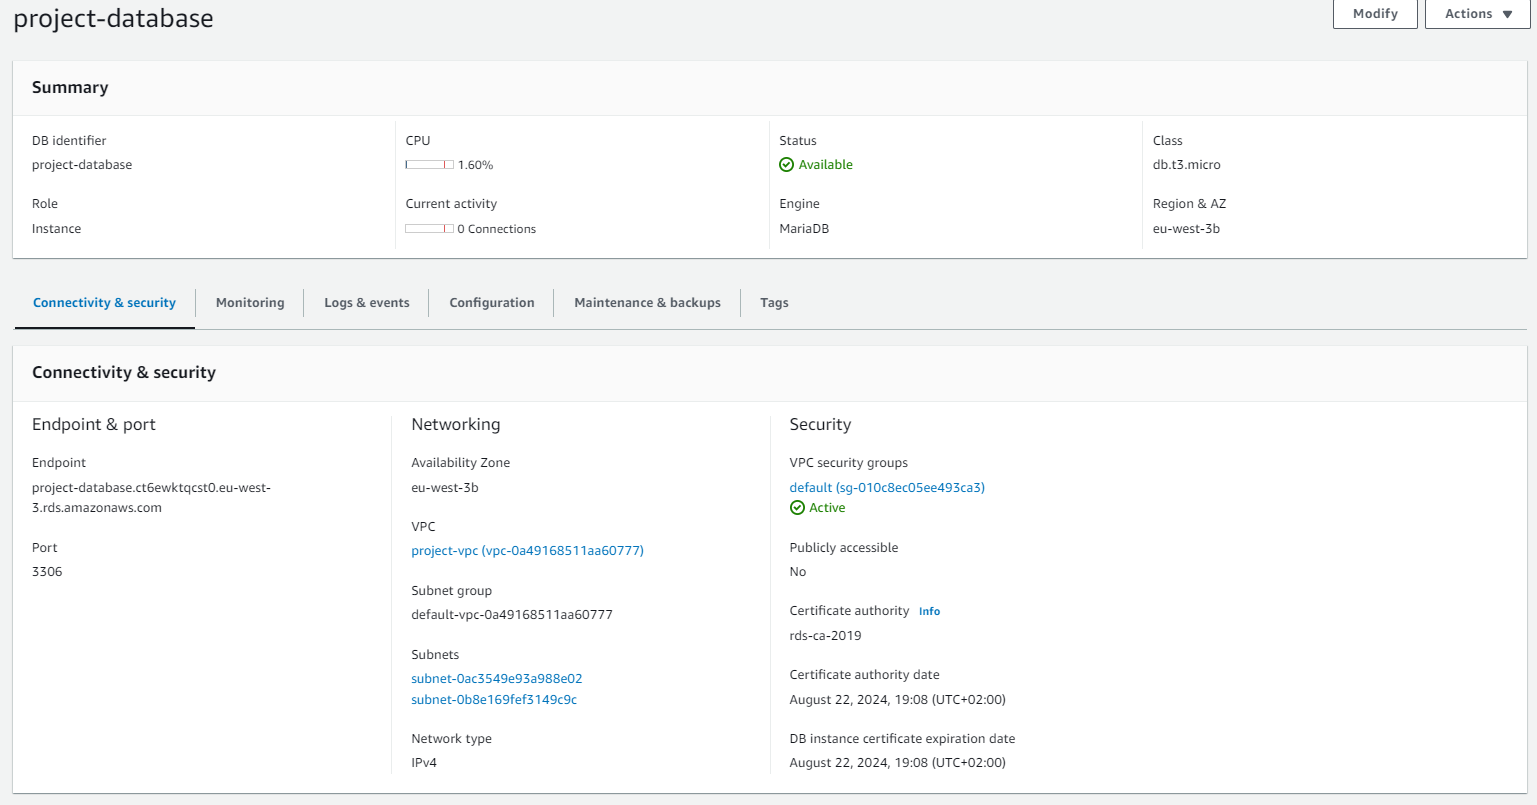 project-database
Modify
Actions
Summary
DB identifier
project-database
CPU
1.60%
Status
Available
Class
db.t3.micro
Role
Instance
Current activity
0 Connections
Engine
MariaDB
Region & AZ
eu-west-3b
Connectivity & security
Monitoring
Logs & events
Configuration
Maintenance & backups
Tags
Connectivity & security
Endpoint & port
Endpoint
project-database.ct6ewktqcst0.eu-west-
3.rds.amazonaws.com
Port
3306
Networking
Availability Zone
eu-west-3b
VPC
project-vpc (vpc-0a49168511aa60777)
Subnet group
default-vpc-0a49168511aa60777
Subnets
subnet-0ac3549e93a988e02
subnet-0b8e169fef3149c9c
Network type
IPv4
Security
VPC security groups
default (sg-010c8ec05ee493ca3)
Active
Publicly accessible
No
Certificate authority Info
rds-ca-2019
Certificate authority date
August 22, 2024, 19:08 (UTC+02:00)
DB instance certificate expiration date
August 22, 2024, 19:08 (UTC+02:00)